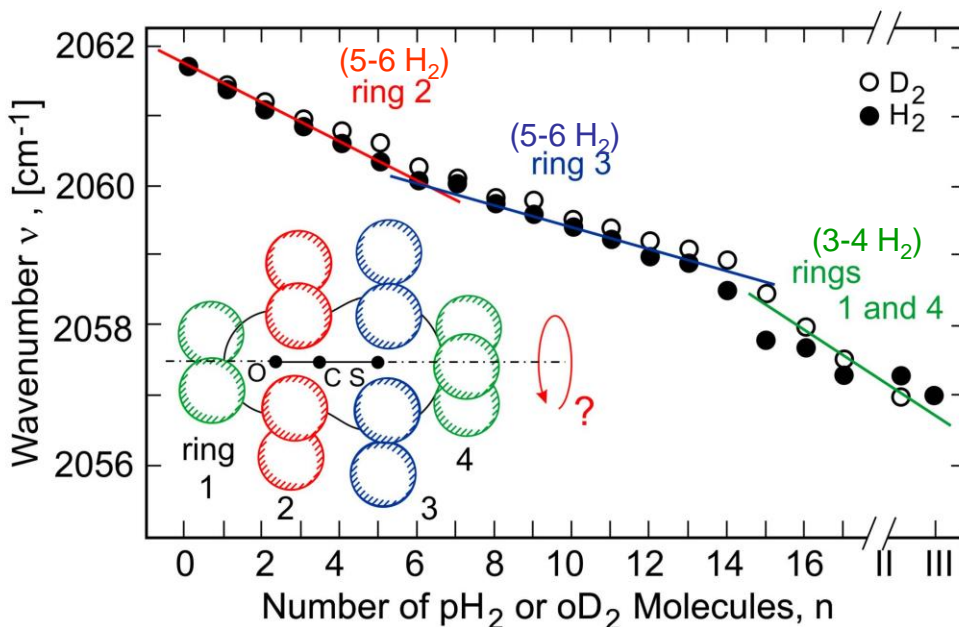 2062
2060
2058
2056
Wavenumber ν , [cm-1]
(5-6 H2)
ring 2
(5-6 H2)
ring 3
(3-4 H2)
rings
1 and 4
D2
H2
O
C
S
?
ring
1
2
3
4
0 2 4 6 8 10 12 14 16 II III
Number of pH2 or oD2 Molecules, n